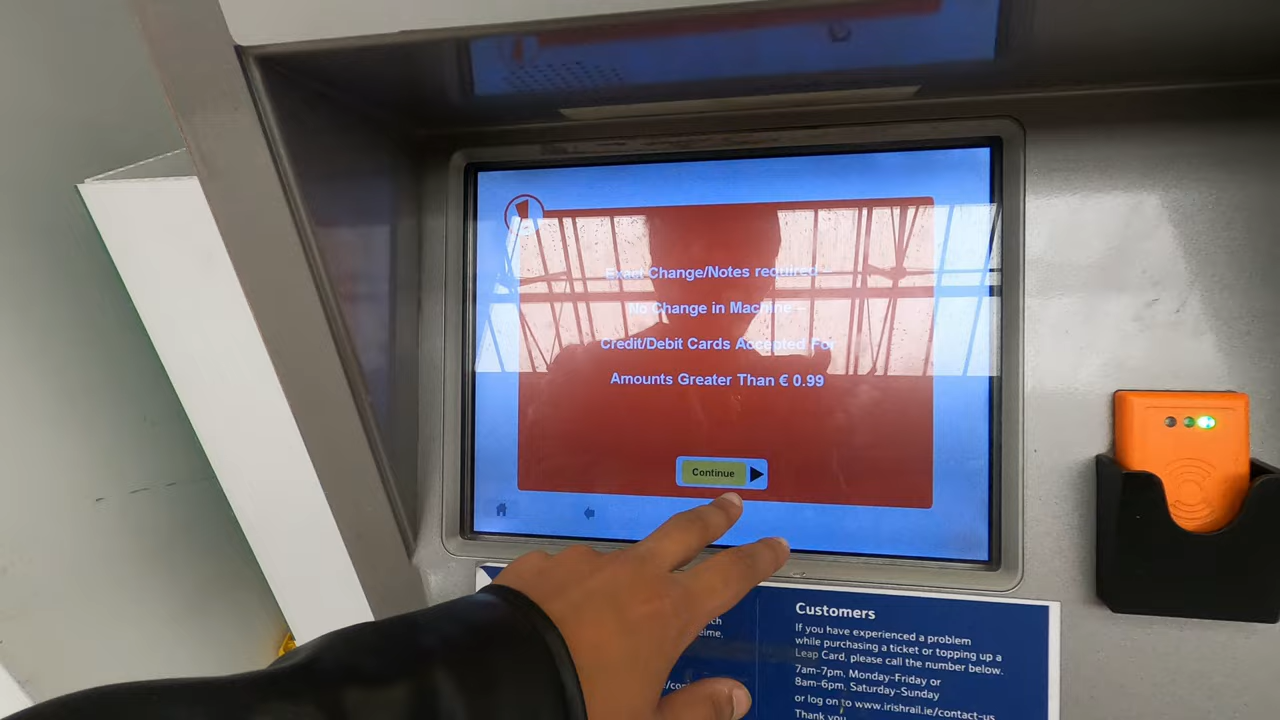 Exact Change/Notes required –
No Change in Machine –
Credit/Debit Cards Accepted For
Amounts Greater Than € 0.99
Continue
elme,
Customers
If you have experienced a problem
while purchasing a ticket or topping up a
Leap Card, please call the number below.
7am-7pm, Monday-Friday or
8am-6pm, Saturday-Sunday
or log on to www.irishrail.ie/contact-us
Thank you